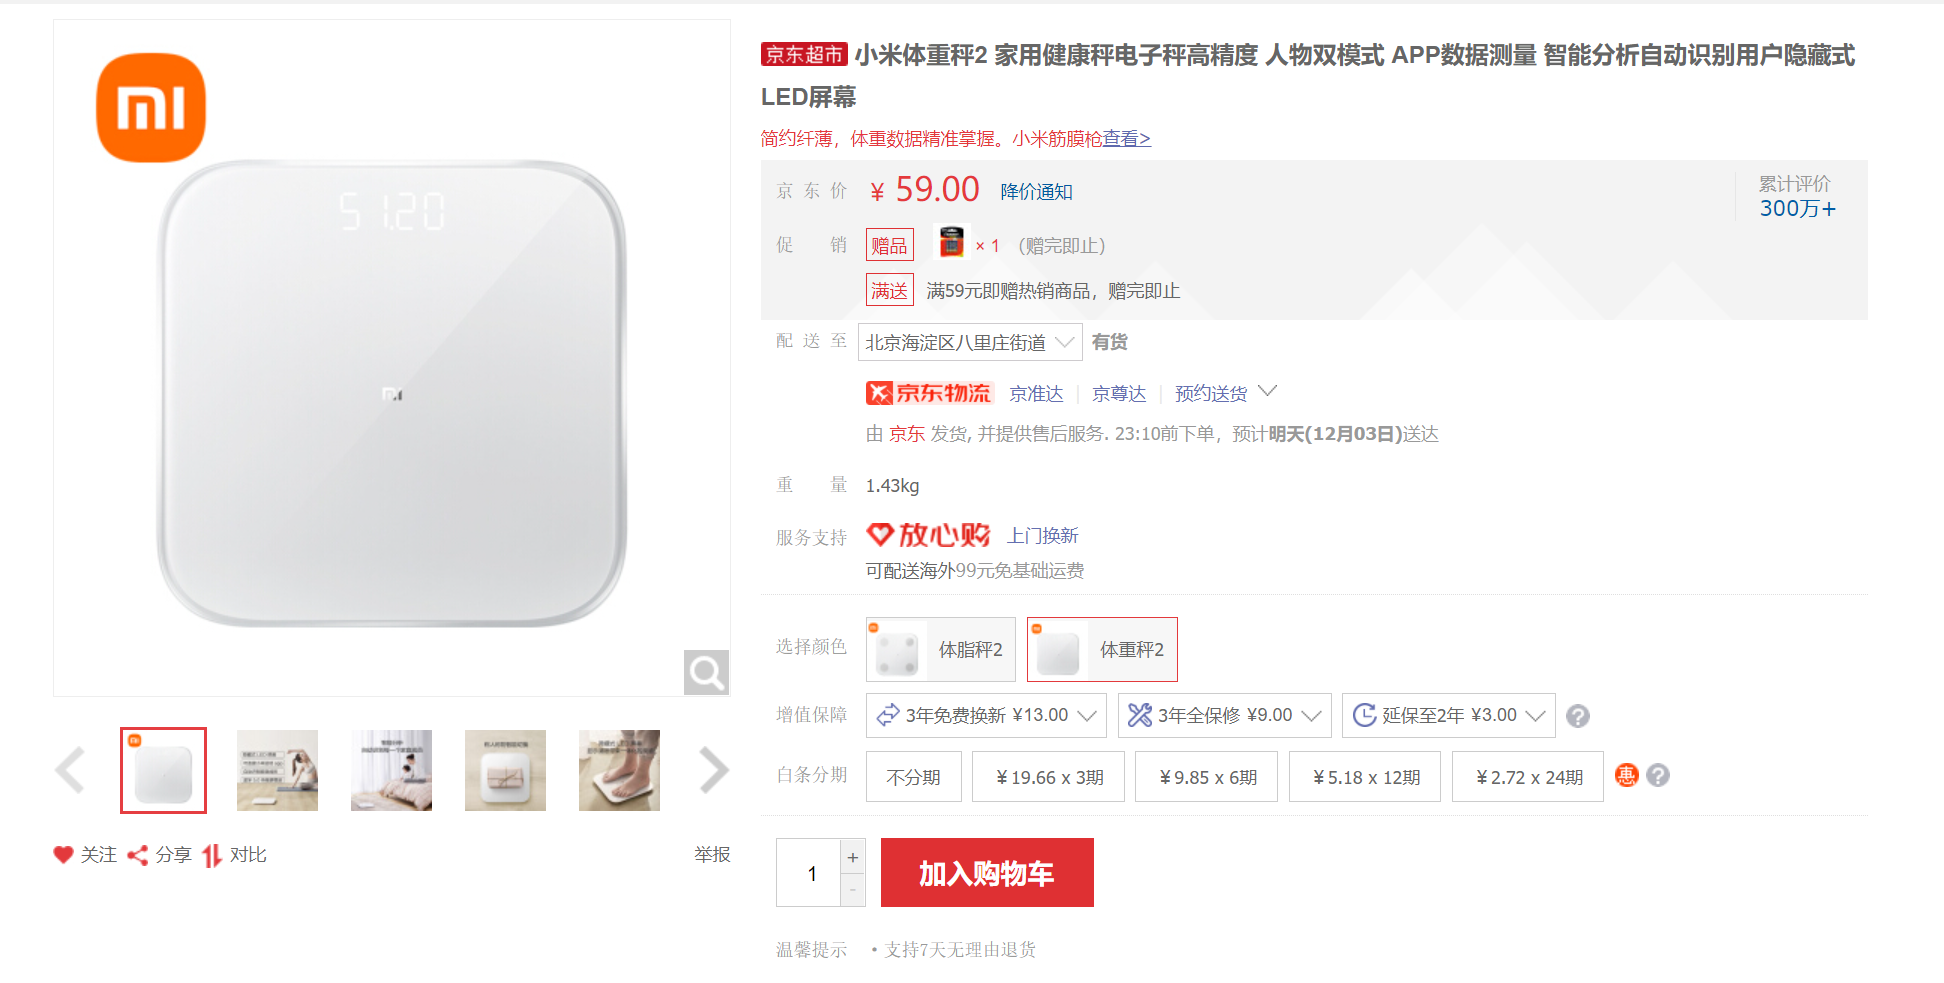 京东超市 小米体重秤2 家用健康秤电子秤高精度 人物双模式 APP数据测量 智能分析自动识别用户隐藏式
LED屏幕
简约纤薄，体重数据精准掌握。小米筋膜枪查看>
京东价 ￥ 59.00 降价通知
累计评价
300万+
促销 赠品 × 1 （赠完即止）
满送 满59元即赠热销商品，赠完即止
配送至 北京海淀区八里庄街道 有货
京东物流 京准达 京尊达 预约送货
由 京东 发货, 并提供售后服务. 23:10前下单，预计明天(12月03日)送达
重量 1.43kg
服务支持 放心购 上门换新
可配送海外99元免基础运费
选择颜色 体脂秤2 体重秤2
增值保障 3年免费换新 ¥13.00 3年全保修 ¥9.00 延保至2年 ¥3.00 ?
白条分期 不分期 ￥19.66 x 3期 ￥9.85 x 6期 ￥5.18 x 12期 ￥2.72 x 24期 惠 ?
1 + - 加入购物车
温馨提示 • 支持7天无理由退货
mi
51.20
mi
关注 分享 对比 举报